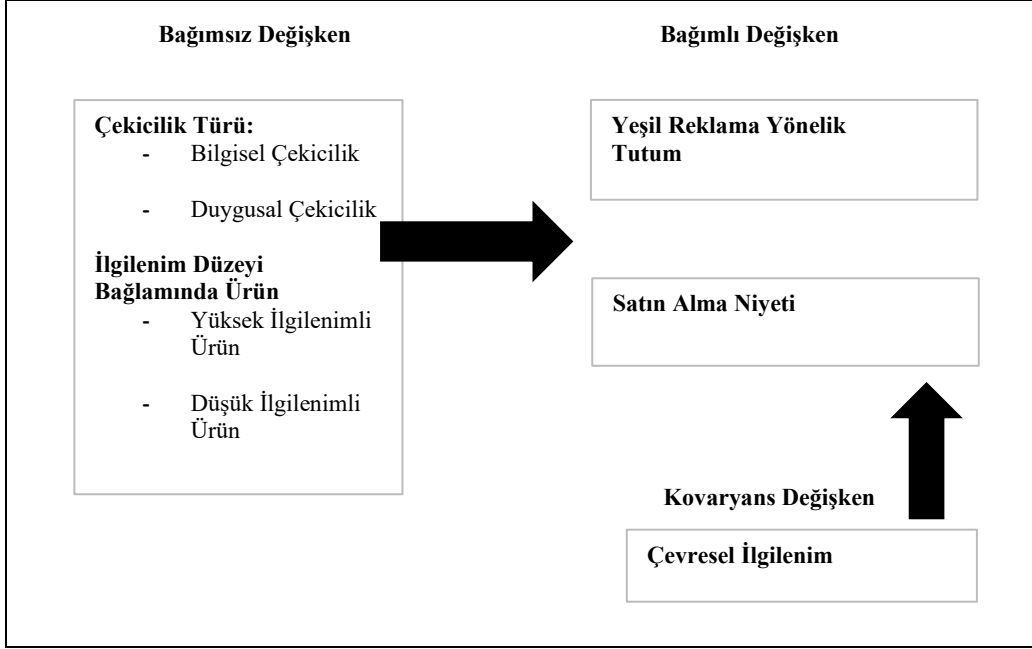 Bağımsız Değişken
Bağımlı Değişken
Çekicilik Türü:
- Bilgisel Çekicilik
- Duygusal Çekicilik
İlgilenim Düzeyi
Bağlamında Ürün
- Yüksek İlgilenimli
Ürün
- Düşük İlgilenimli
Ürün
Yeşil Reklama Yönelik
Tutum
Satın Alma Niyeti
Kovaryans Değişken
Çevresel İlgilenim